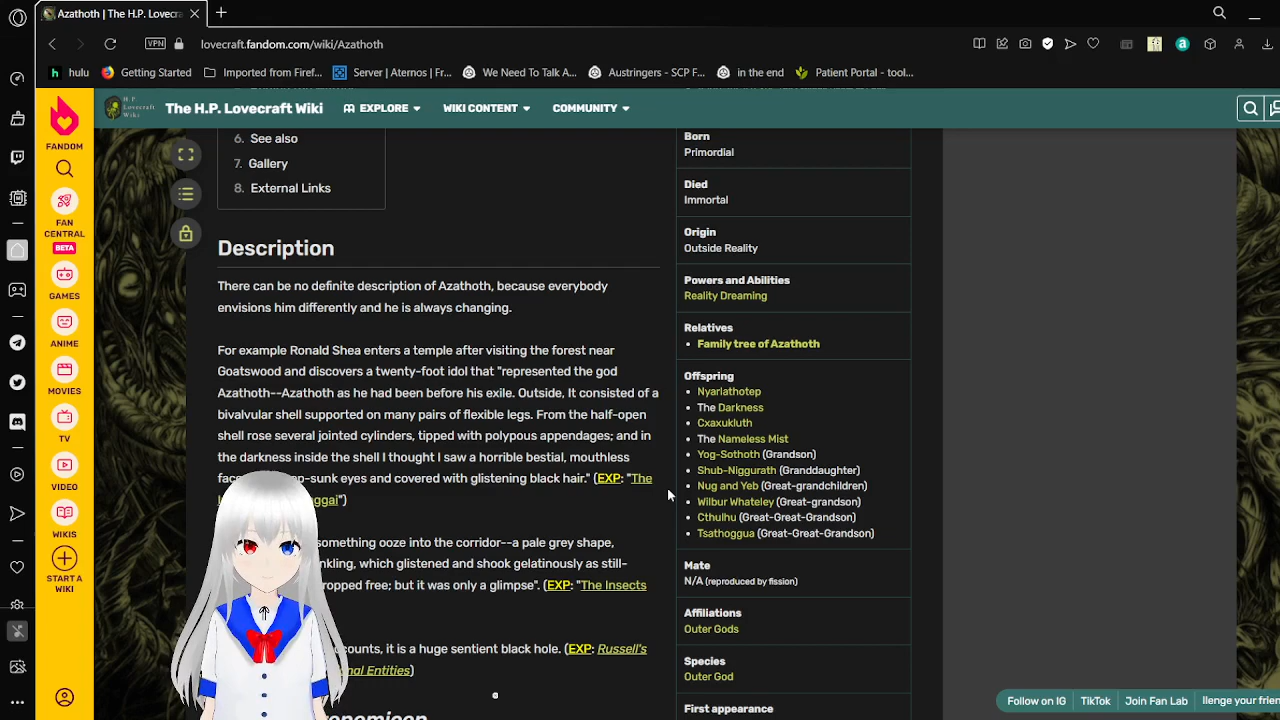 Azathoth | The H.P. Lovecr
VPN
lovecraft.fandom.com/wiki/Azathoth
h hulu
Getting Started
Imported from Firef...
Server | Aternos | Fr...
We Need To Talk A...
Austringers - SCP F...
in the end
Patient Portal - tool...
H P Lovecraft Wiki
The H.P. Lovecraft Wiki
EXPLORE
WIKI CONTENT
COMMUNITY
FANDOM
FAN CENTRAL
BETA
GAMES
ANIME
MOVIES
TV
VIDEO
WIKIS
START A WIKI
6. See also
7. Gallery
8. External Links
Description
There can be no definite description of Azathoth, because everybody
envisions him differently and he is always changing.
For example Ronald Shea enters a temple after visiting the forest near
Goatswood and discovers a twenty-foot idol that "represented the god
Azathoth--Azathoth as he had been before his exile. Outside, It consisted of a
bivalvular shell supported on many pairs of flexible legs. From the half-open
shell rose several jointed cylinders, tipped with polypous appendages; and in
the darkness inside the shell I thought I saw a horrible bestial, mouthless
face p-sunk eyes and covered with glistening black hair." (EXP: "The
ggai")
something ooze into the corridor--a pale grey shape,
nkling, which glistened and shook gelatinously as still-
ropped free; but it was only a glimpse". (EXP: "The Insects
counts, it is a huge sentient black hole. (EXP: Russell's
nal Entities)
onomicon
Born
Primordial
Died
Immortal
Origin
Outside Reality
Powers and Abilities
Reality Dreaming
Relatives
Family tree of Azathoth
Offspring
Nyarlathotep
The Darkness
Cxaxukluth
The Nameless Mist
Yog-Sothoth (Grandson)
Shub-Niggurath (Granddaughter)
Nug and Yeb (Great-grandchildren)
Wilbur Whateley (Great-grandson)
Cthulhu (Great-Great-Grandson)
Tsathoggua (Great-Great-Grandson)
Mate
N/A (reproduced by fission)
Affiliations
Outer Gods
Species
Outer God
First appearance
Follow on IG
TikTok
Join Fan Lab
llenge your frien